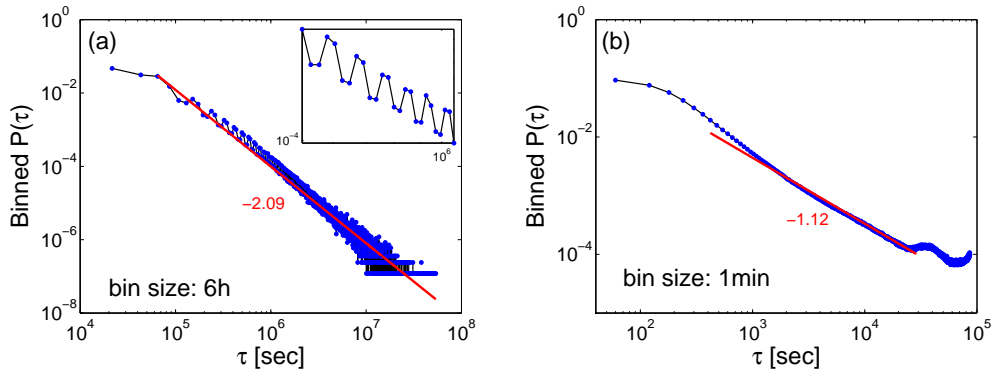 (a)
Binned P(τ)
10^0
10^−2
10^−4
10^−6
10^−8
10^4
10^5
10^6
10^7
10^8
τ [sec]
−2.09
bin size: 6h
10^−4
10^6
(b)
Binned P(τ)
10^0
10^−2
10^−4
10^2
10^3
10^4
10^5
τ [sec]
−1.12
bin size: 1min